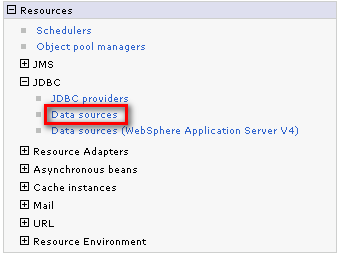 Resources
Schedulers
Object pool managers
JMS
JDBC
JDBC providers
Data sources
Data sources (WebSphere Application Server V4)
Resource Adapters
Asynchronous beans
Cache instances
Mail
URL
Resource Environment